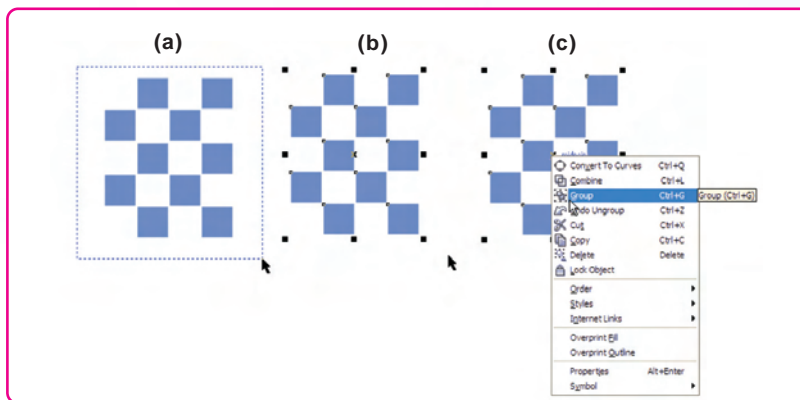 (a) (b) (c)
Convert To Curves Ctrl+Q
Combine Ctrl+L
Group Ctrl+G Group (Ctrl+G)
Undo Ungroup Ctrl+Z
Cut Ctrl+X
Copy Ctrl+C
Delete Delete
Lock Object
Order
Styles
Internet Links
Overprint Fill
Overprint Outline
Properties Alt+Enter
Symbol